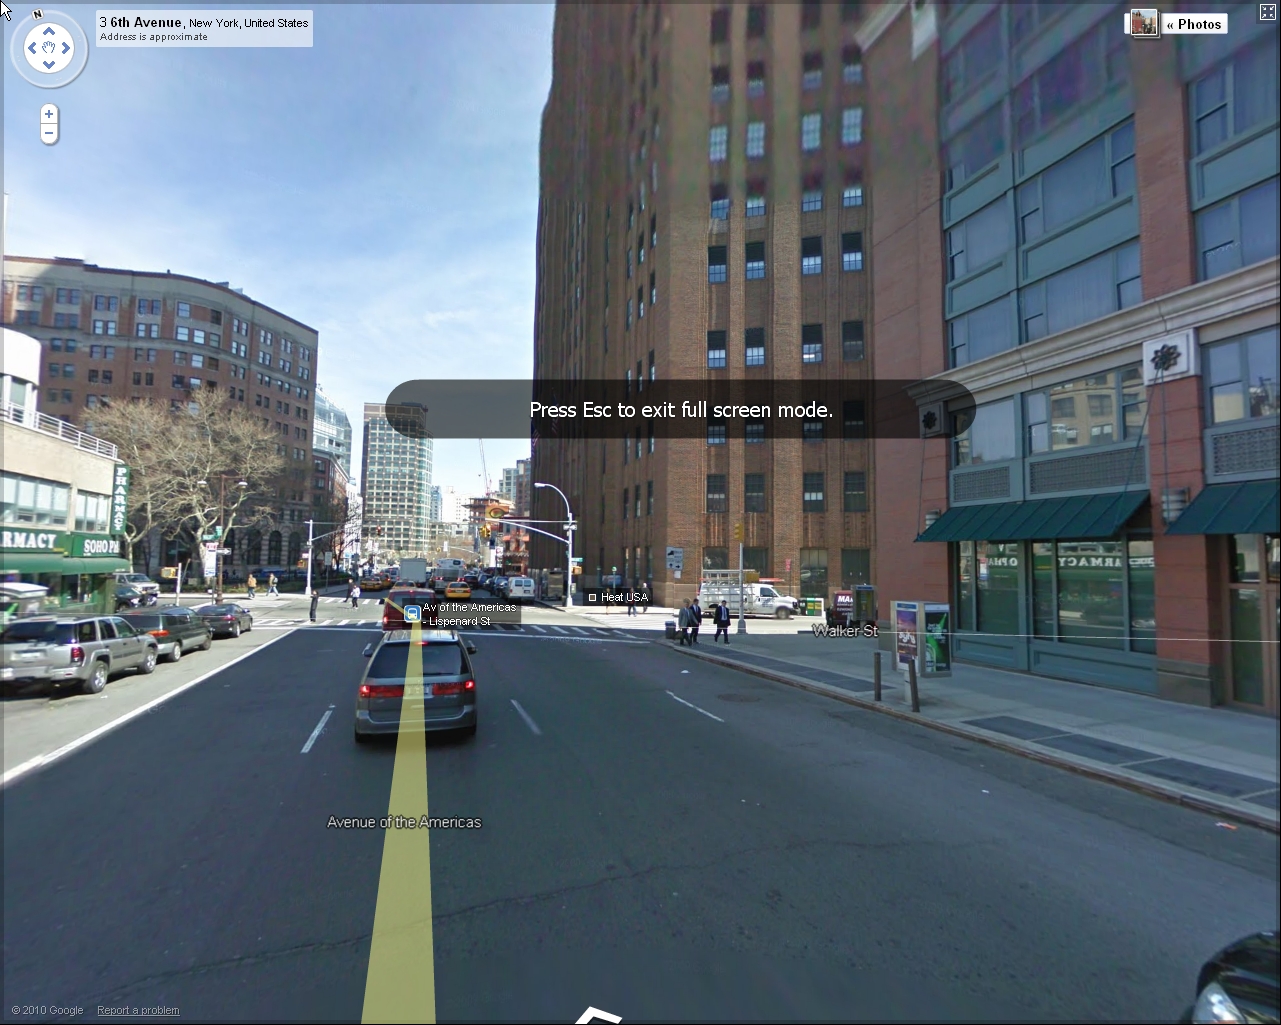 N
3 6th Avenue, New York, United States
Address is approximate
« Photos
Press Esc to exit full screen mode.
PHARMACY
RMACY
SOHO PH
Av of the Americas
- Lispenard St
Heat USA
Walker St
Avenue of the Americas
© 2010 Google
Report a problem